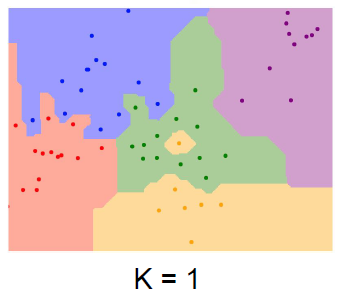 K = 1